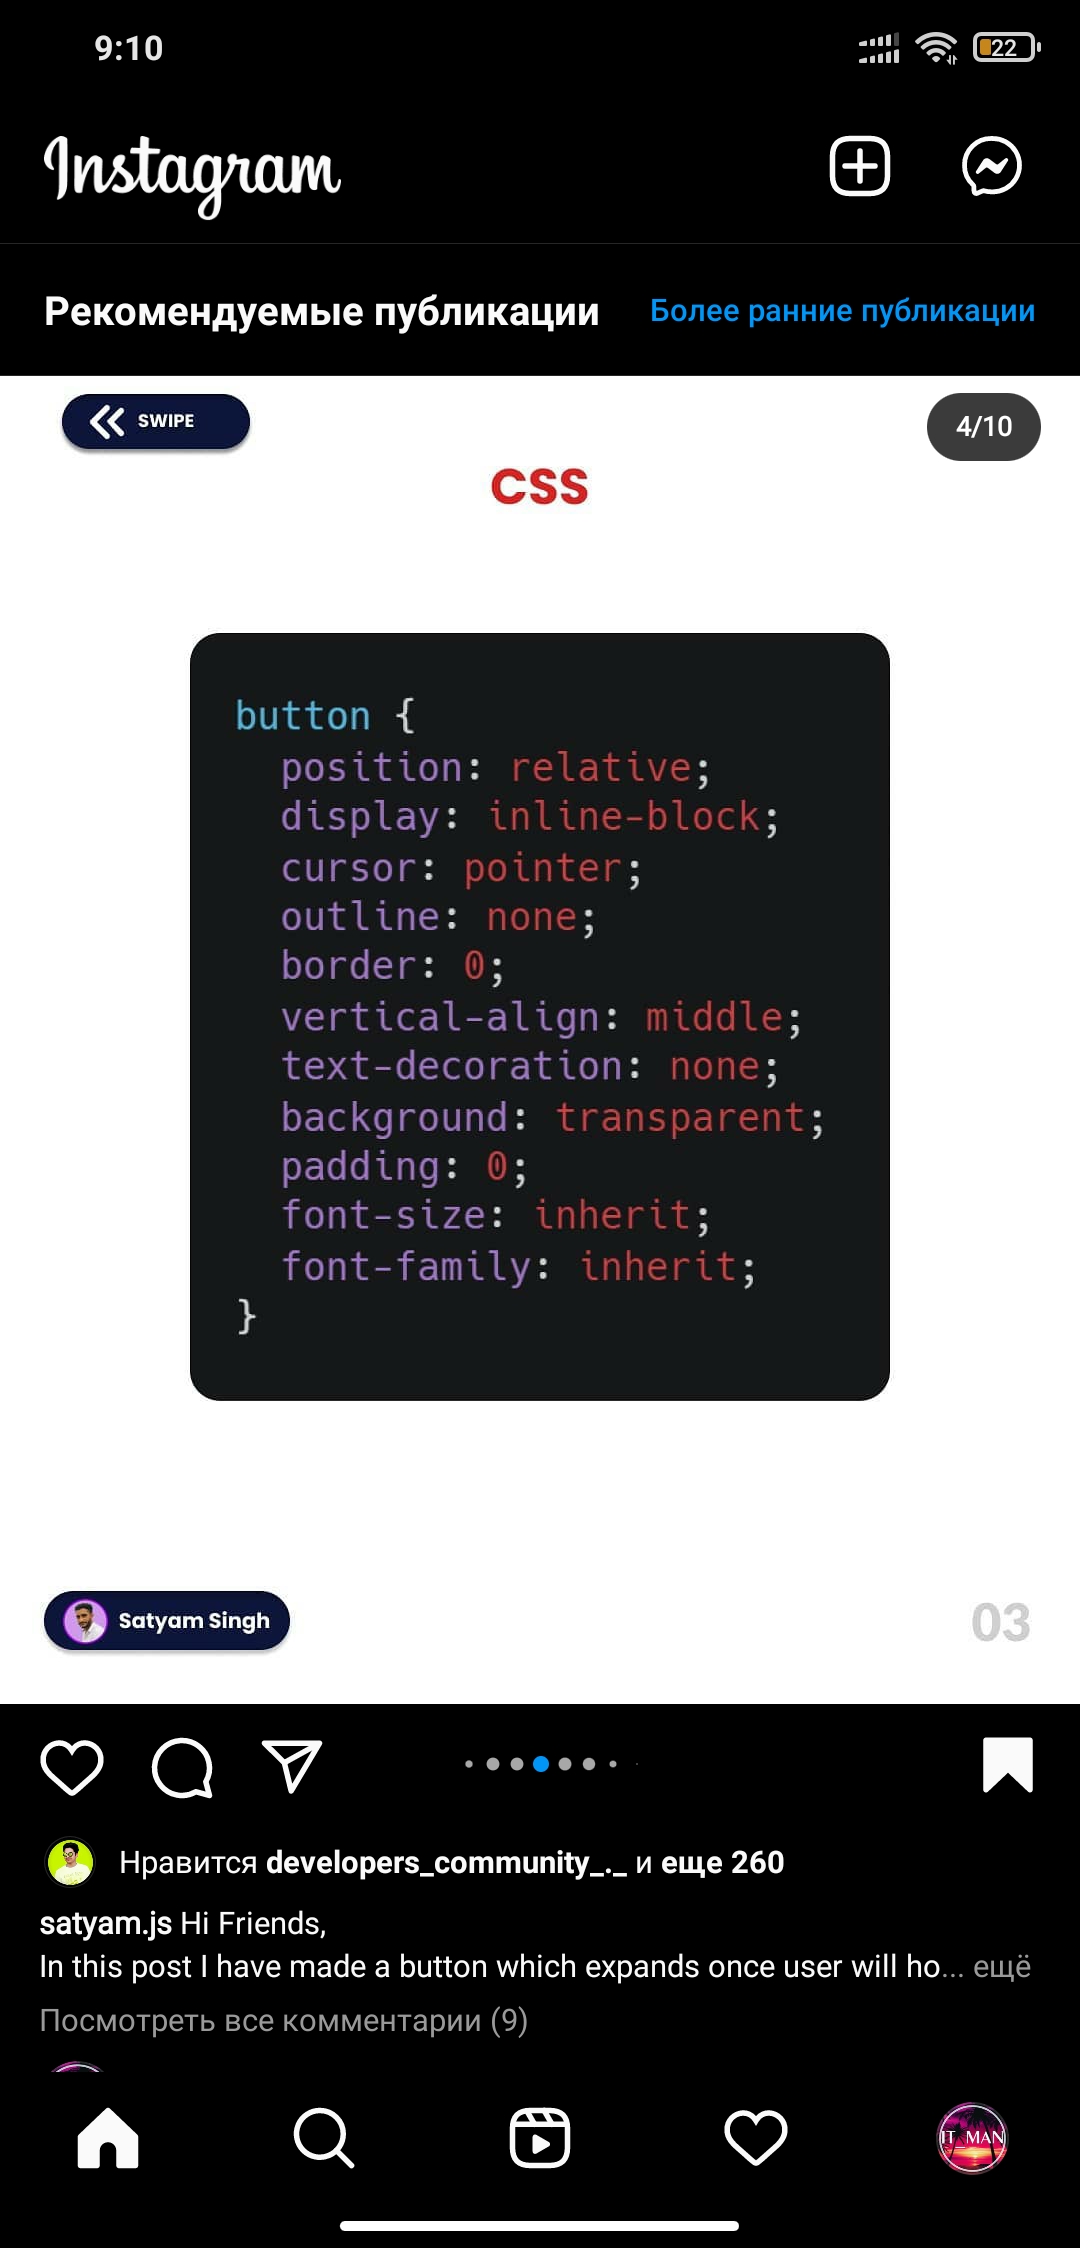 9:10
22
Instagram
Рекомендуемые публикации
Более ранние публикации
SWIPE
4/10
CSS
button {
position: relative;
display: inline-block;
cursor: pointer;
outline: none;
border: 0;
vertical-align: middle;
text-decoration: none;
background: transparent;
padding: 0;
font-size: inherit;
font-family: inherit;
}
Satyam Singh
03
Нравится developers_community_._ и еще 260
satyam.js Hi Friends,
In this post I have made a button which expands once user will ho... ещё
Посмотреть все комментарии (9)
IT_MAN